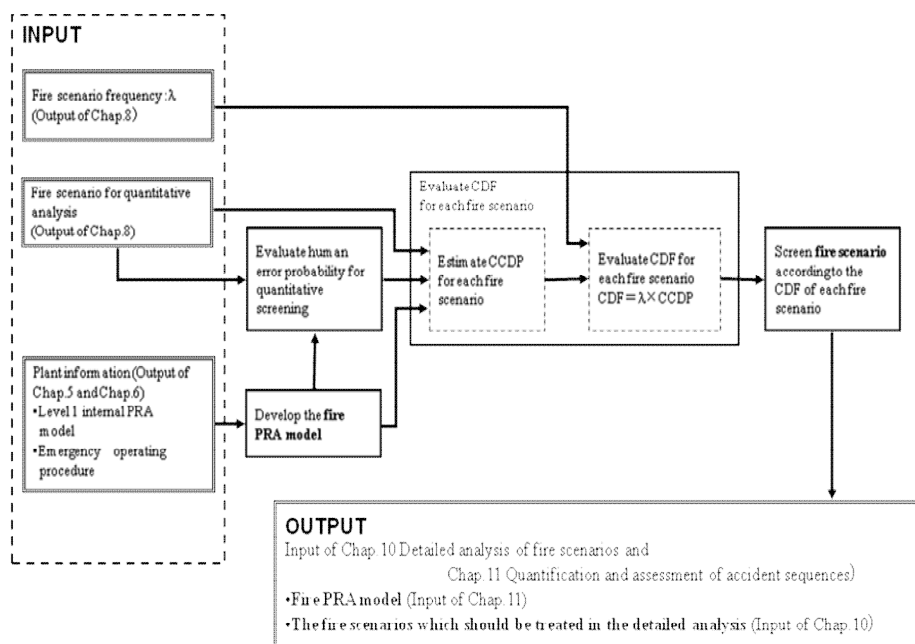 INPUT
Fire scenario frequency:λ
(Output of Chap.8)
Fire scenario for quantitative
analysis
(Output of Chap.8)
Plant information(Output of
Chap.5 andChap.6)
•Level 1 internal PRA
model
•Emergency operating
procedure
Evaluate human
error probability for
quantitative
screening
Develop the fire
PRA model
Evaluate CDF
for each fire scenario
Estimate CCDP
for each fire
scenario
Evaluate CDF for
each fire scenario
CDF=λ×CCDP
Screen fire scenario
accordingto the
CDF of each fire
scenario
OUTPUT
Input of Chap.10 Detailed analysis of fire scenarios and
Chap.11 Quantification and assessment of accident sequences)
•Fire PRA model (Input of Chap.11)
•The fire scenarios which should be treated in the detailed analysis (Input of Chap.10)